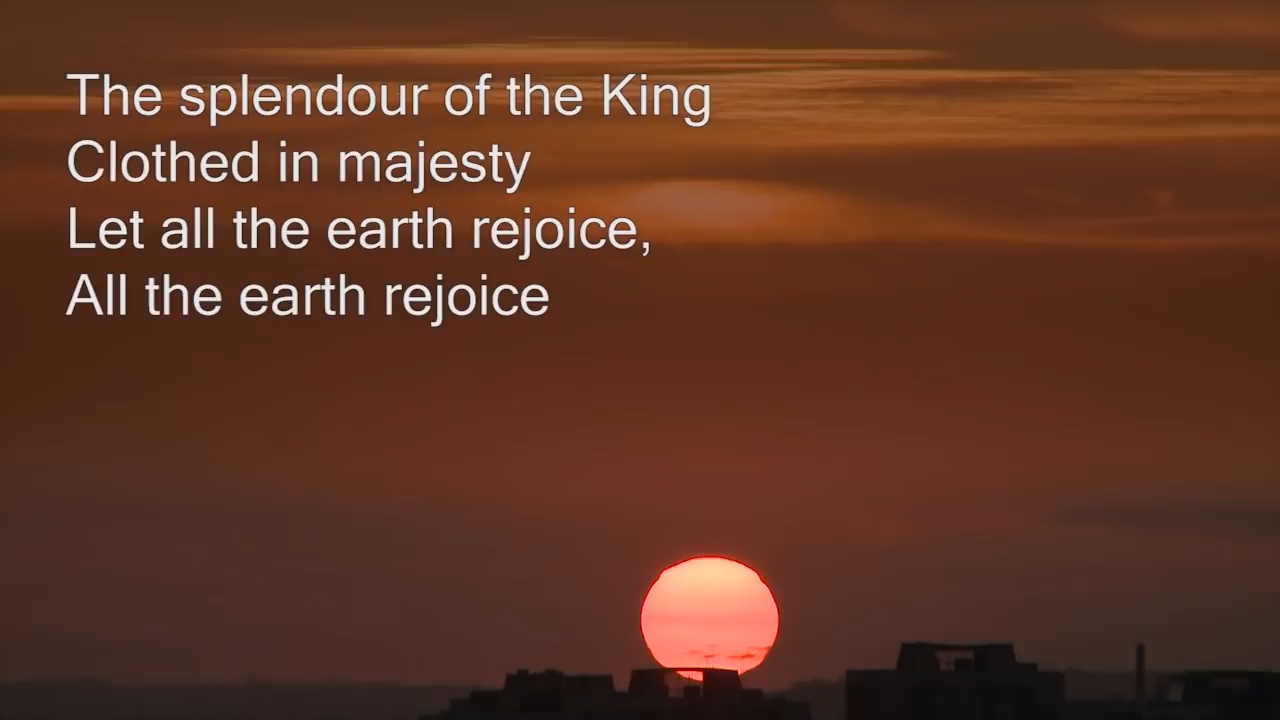 The splendour of the King
Clothed in majesty
Let all the earth rejoice,
All the earth rejoice